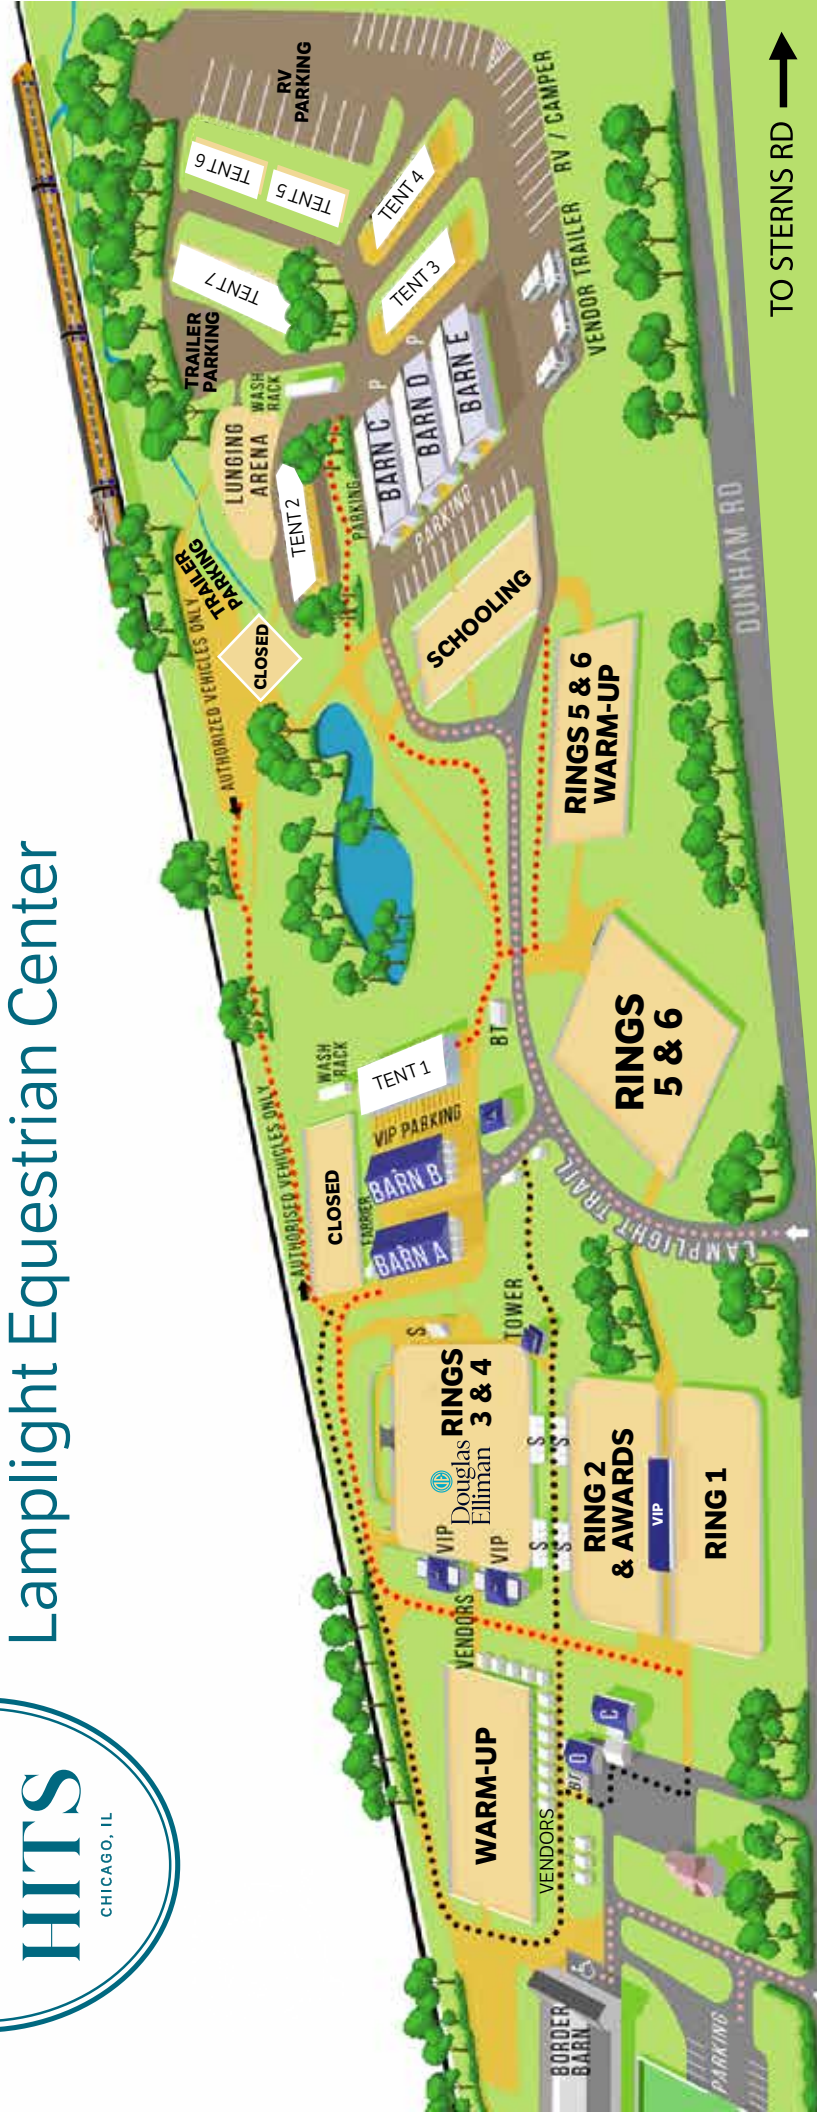 HITS
CHICAGO, IL
Lamplight Equestrian Center
BORDER
BARN
PARKING
WARM-UP
VENDORS
VENDORS
BT
D
C
VIP
VIP
Douglas
Elliman
RINGS
3 & 4
S
S
S
S
S
TOWER
RING 2
& AWARDS
VIP
RING 1
AUTHORISED VEHICLES ONLY
CLOSED
FARRIER
BARN A
BARN B
VIP PARKING
WASH
RACK
TENT 1
A
BT
LAMPLIGHT TRAIL
RINGS
5 & 6
RINGS 5 & 6
WARM-UP
AUTHORIZED VEHICLES ONLY
CLOSED
TRAILER
PARKING
SCHOOLING
TENT 2
LUNGING
ARENA
WASH
RACK
PARKING
PARKING
BARN C
BARN D
BARN E
P
P
TRAILER
PARKING
TENT 7
TENT 6
TENT 5
TENT 3
TENT 4
RV
PARKING
VENDOR TRAILER
RV / CAMPER
DUNHAM RD
TO STERNS RD